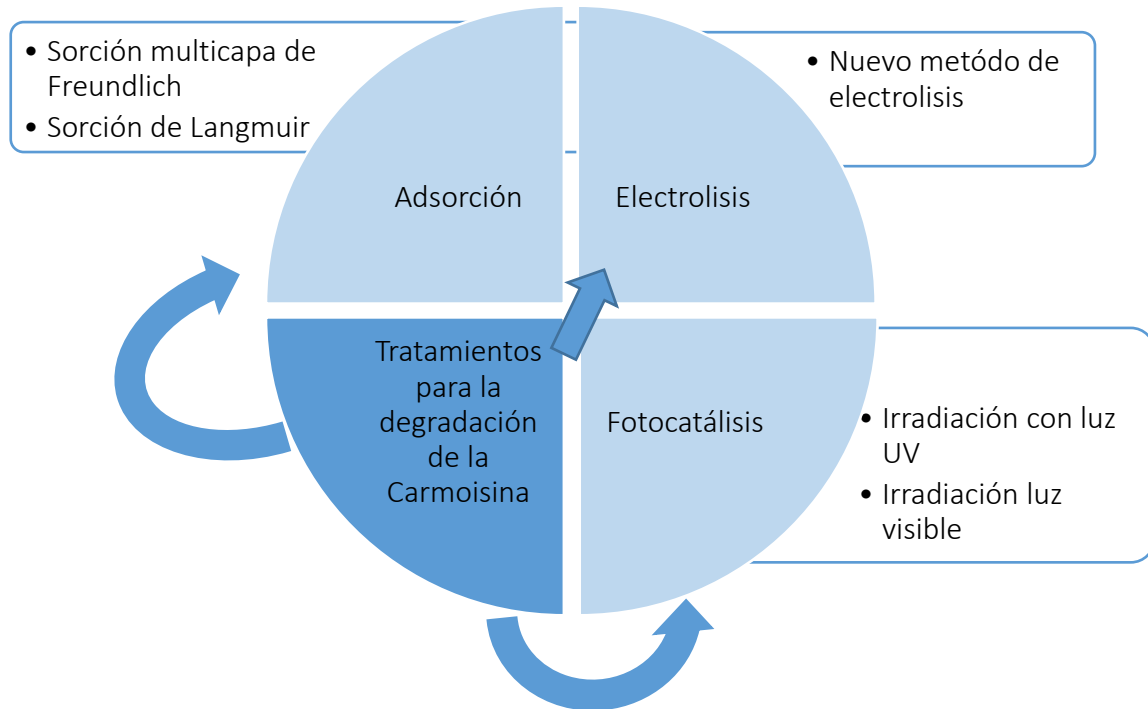 • Sorción multicapa de
Freundlich
• Sorción de Langmuir
• Nuevo metódo de
electrolisis
Adsorción
Electrolisis
Tratamientos
para la
degradación
de la
Carmoisina
Fotocatálisis
• Irradiación con luz
UV
• Irradiación luz
visible